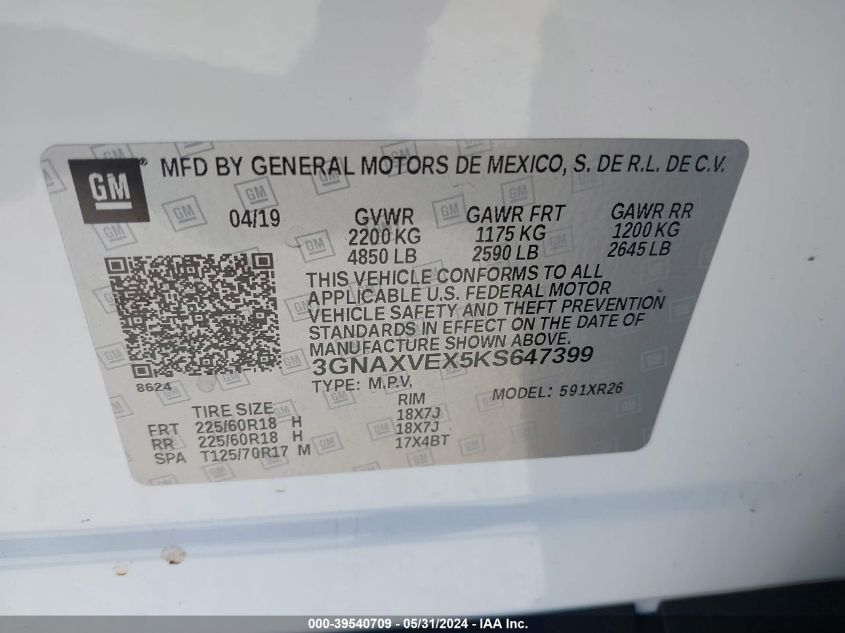 GM
MFD BY GENERAL MOTORS DE MEXICO, S. DE R.L. DE C.V.
04/19 GVWR GAWR FRT GAWR RR
2200 KG 1175 KG 1200 KG
4850 LB 2590 LB 2645 LB
THIS VEHICLE CONFORMS TO ALL
APPLICABLE U.S. FEDERAL MOTOR
VEHICLE SAFETY AND THEFT PREVENTION
STANDARDS IN EFFECT ON THE DATE OF
MANUFACTURE SHOWN ABOVE.
3GNAXVEX5KS647399
8624
TYPE: M.P.V. MODEL: 591XR26
TIRE SIZE RIM
FRT 225/60R18 H 18X7J
RR 225/60R18 H 18X7J
SPA T125/70R17 M 17X4BT
000-39540709 - 05/31/2024 - IAA Inc.